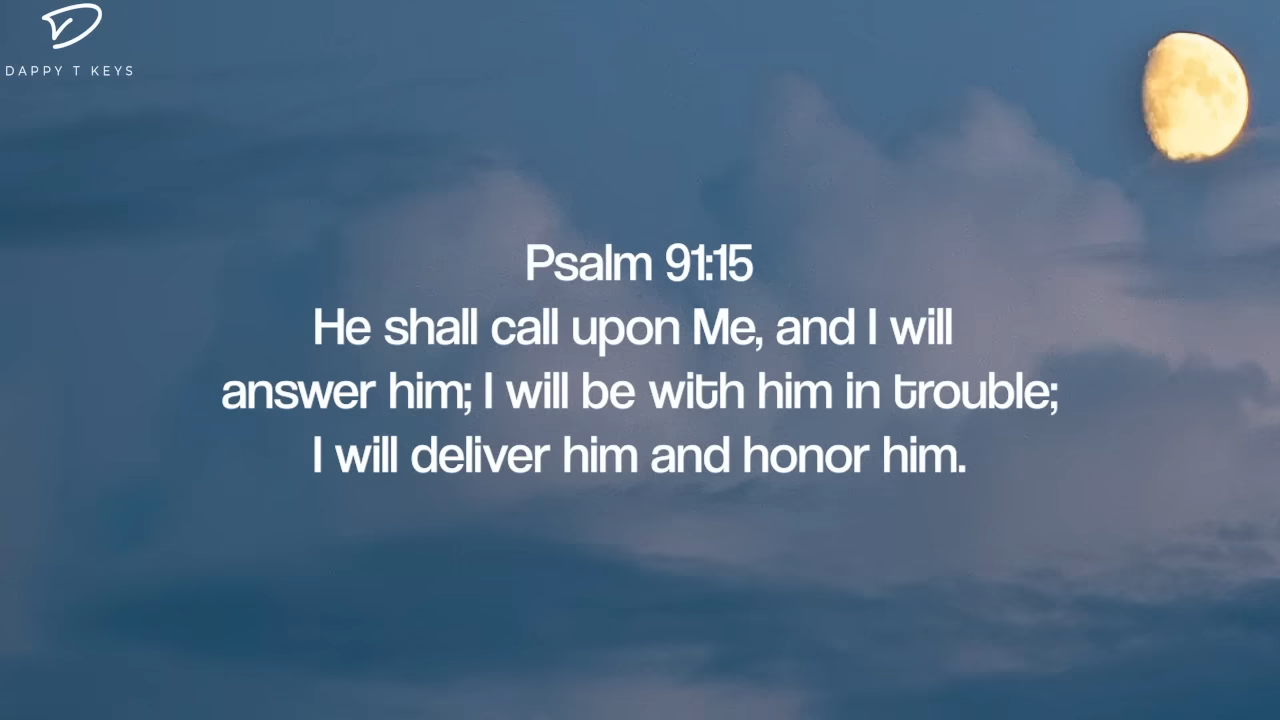 DAPPY T KEYS
Psalm 91:15
He shall call upon Me, and I will
answer him; I will be with him in trouble;
I will deliver him and honor him.